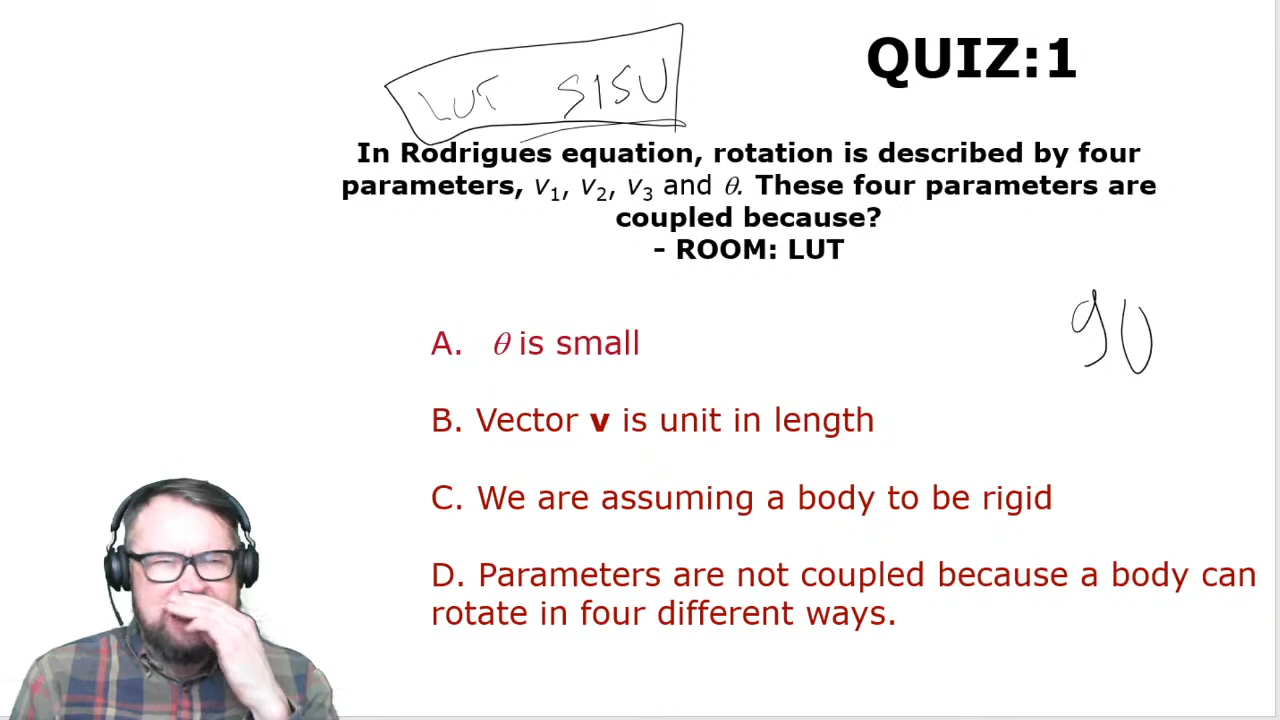 LUT SISU
QUIZ:1
In Rodrigues equation, rotation is described by four
parameters, v₁, v₂, v₃ and θ. These four parameters are
coupled because?
– ROOM: LUT
90
A. θ is small
B. Vector v is unit in length
C. We are assuming a body to be rigid
D. Parameters are not coupled because a body can
rotate in four different ways.